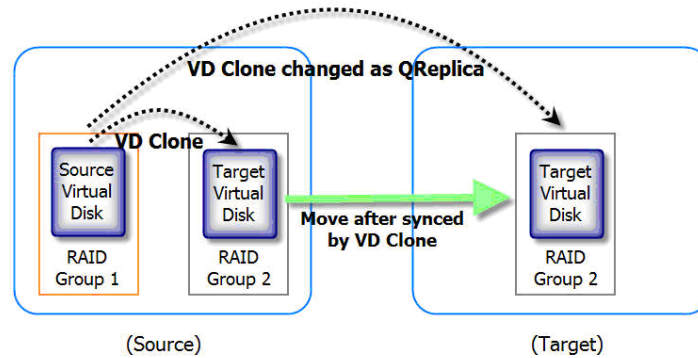 VD Clone changed as QReplica
VD Clone
Source
Virtual
Disk
RAID
Group 1
Target
Virtual
Disk
RAID
Group 2
Move after synced
by VD Clone
Target
Virtual
Disk
RAID
Group 2
(Source)
(Target)